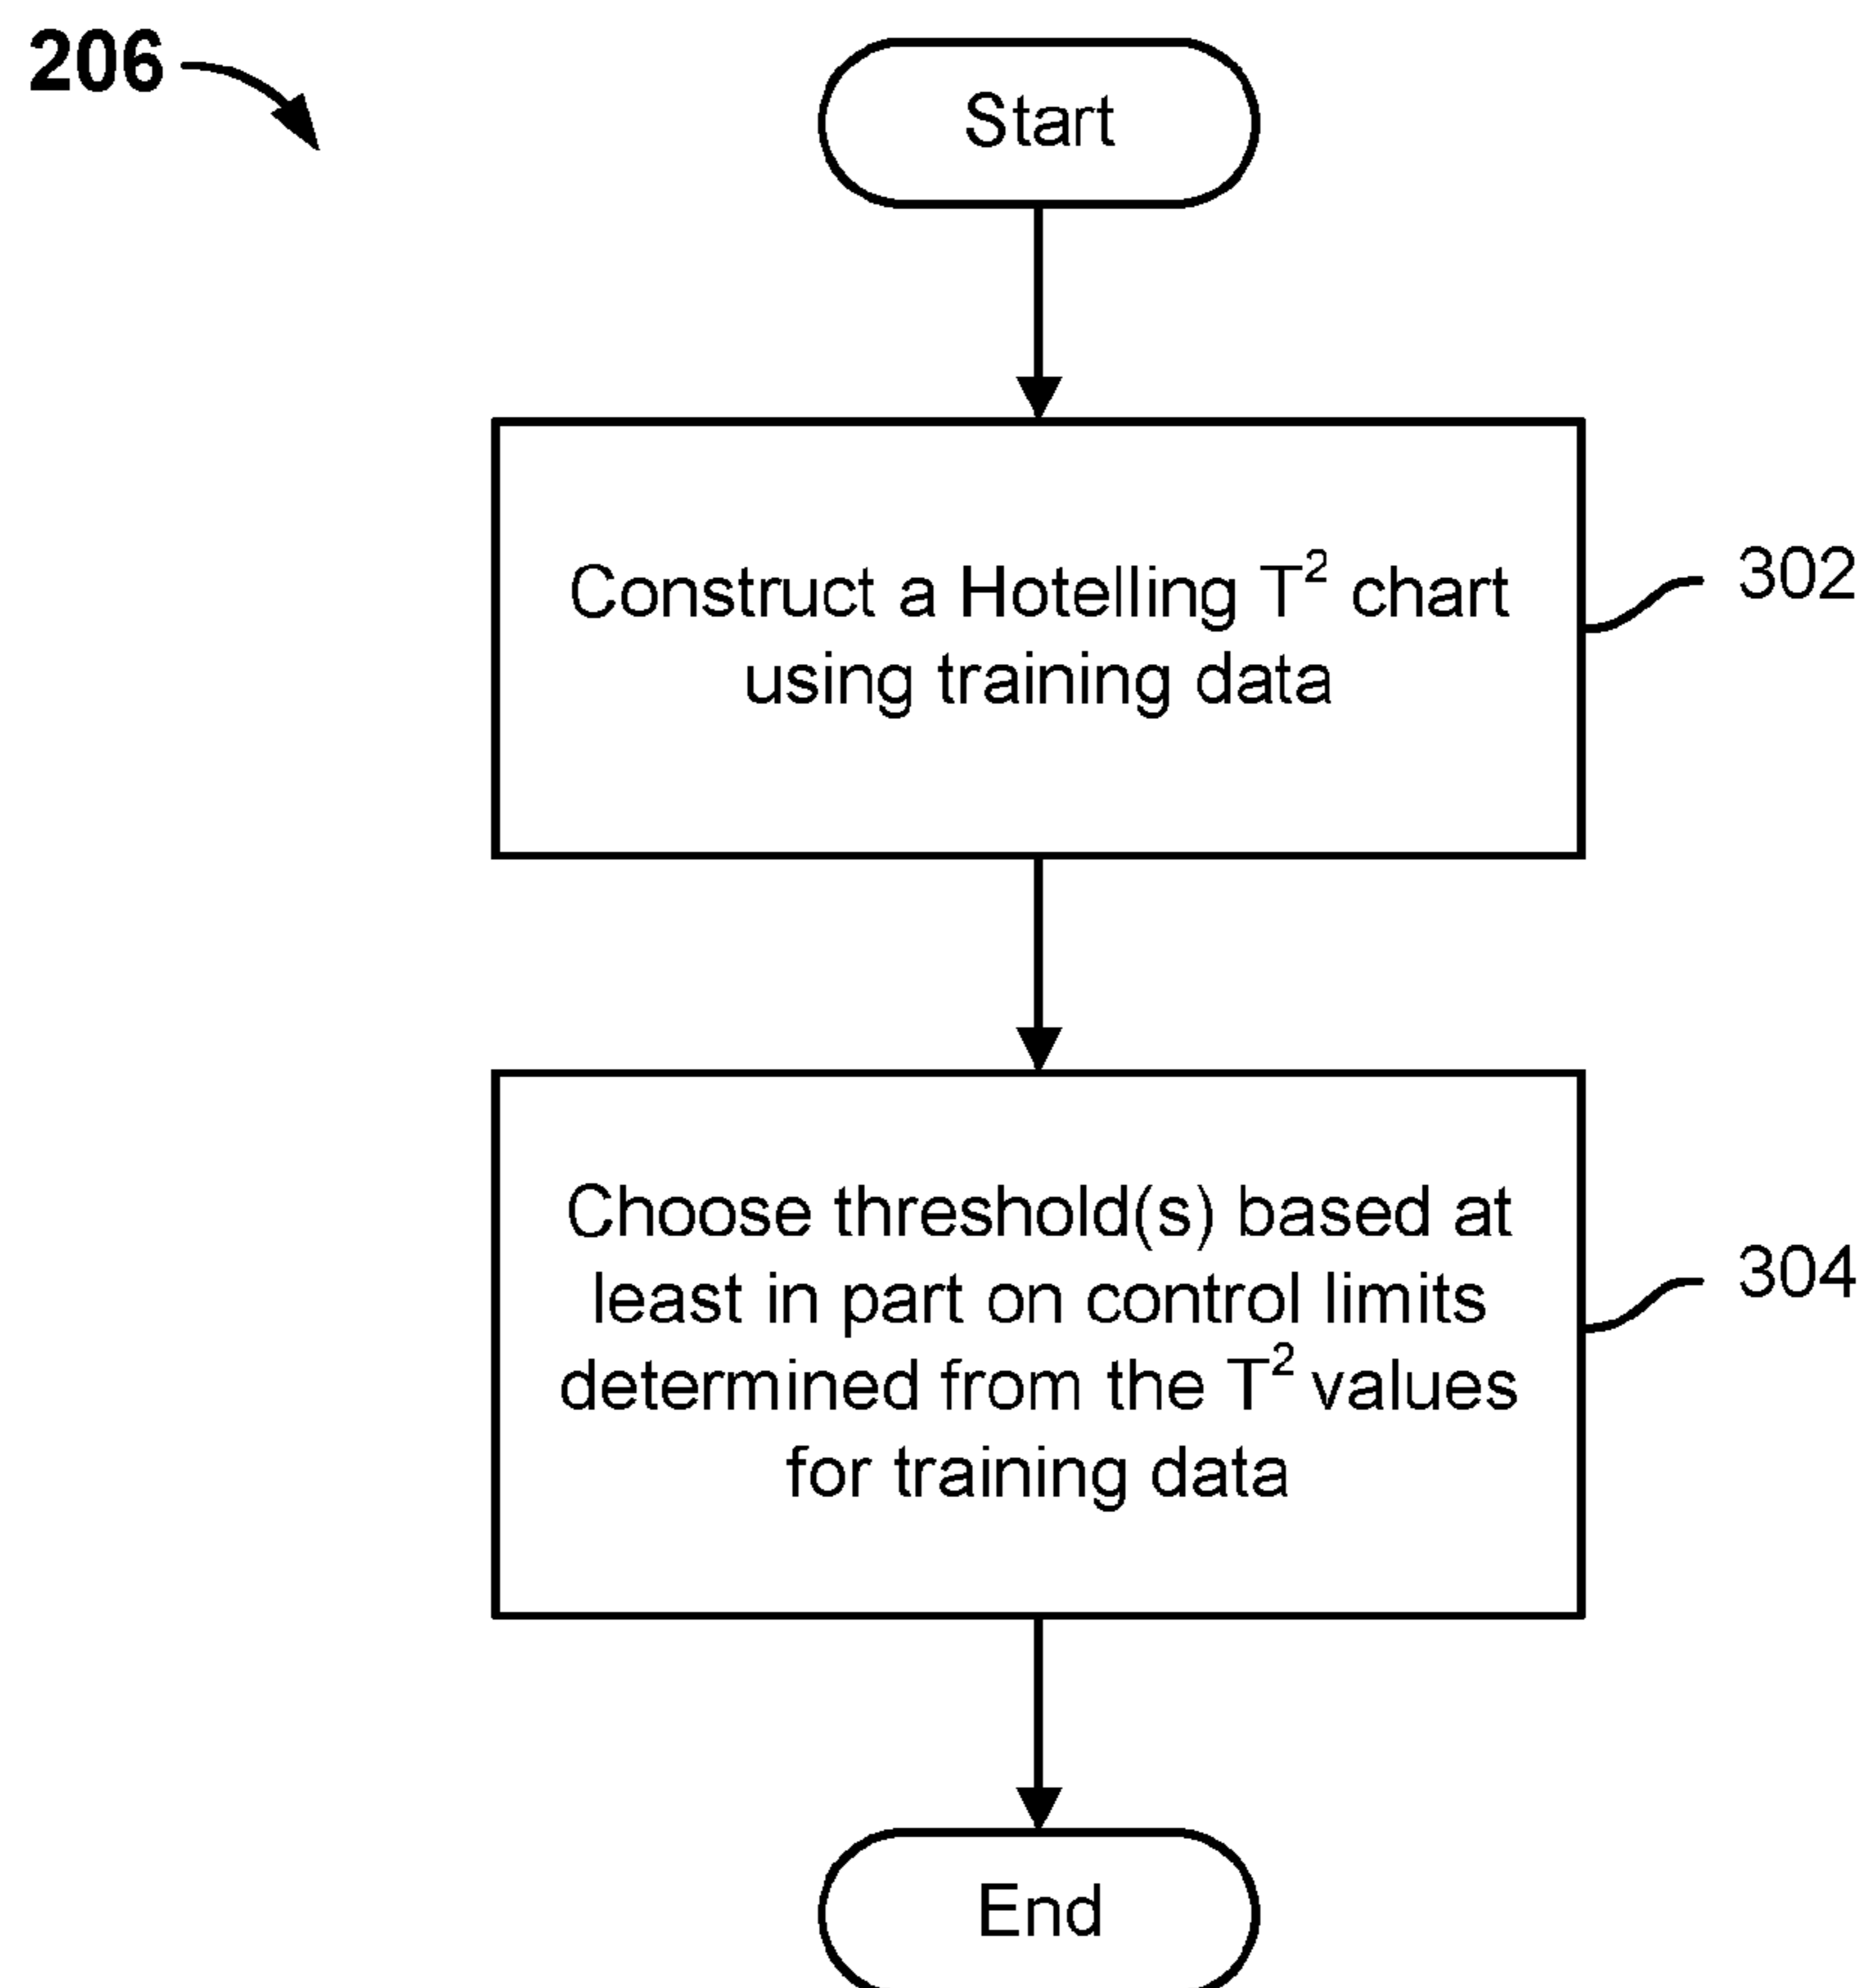 206
Start
Construct a Hotelling T² chart
using training data
302
Choose threshold(s) based at
least in part on control limits
determined from the T² values
for training data
304
End